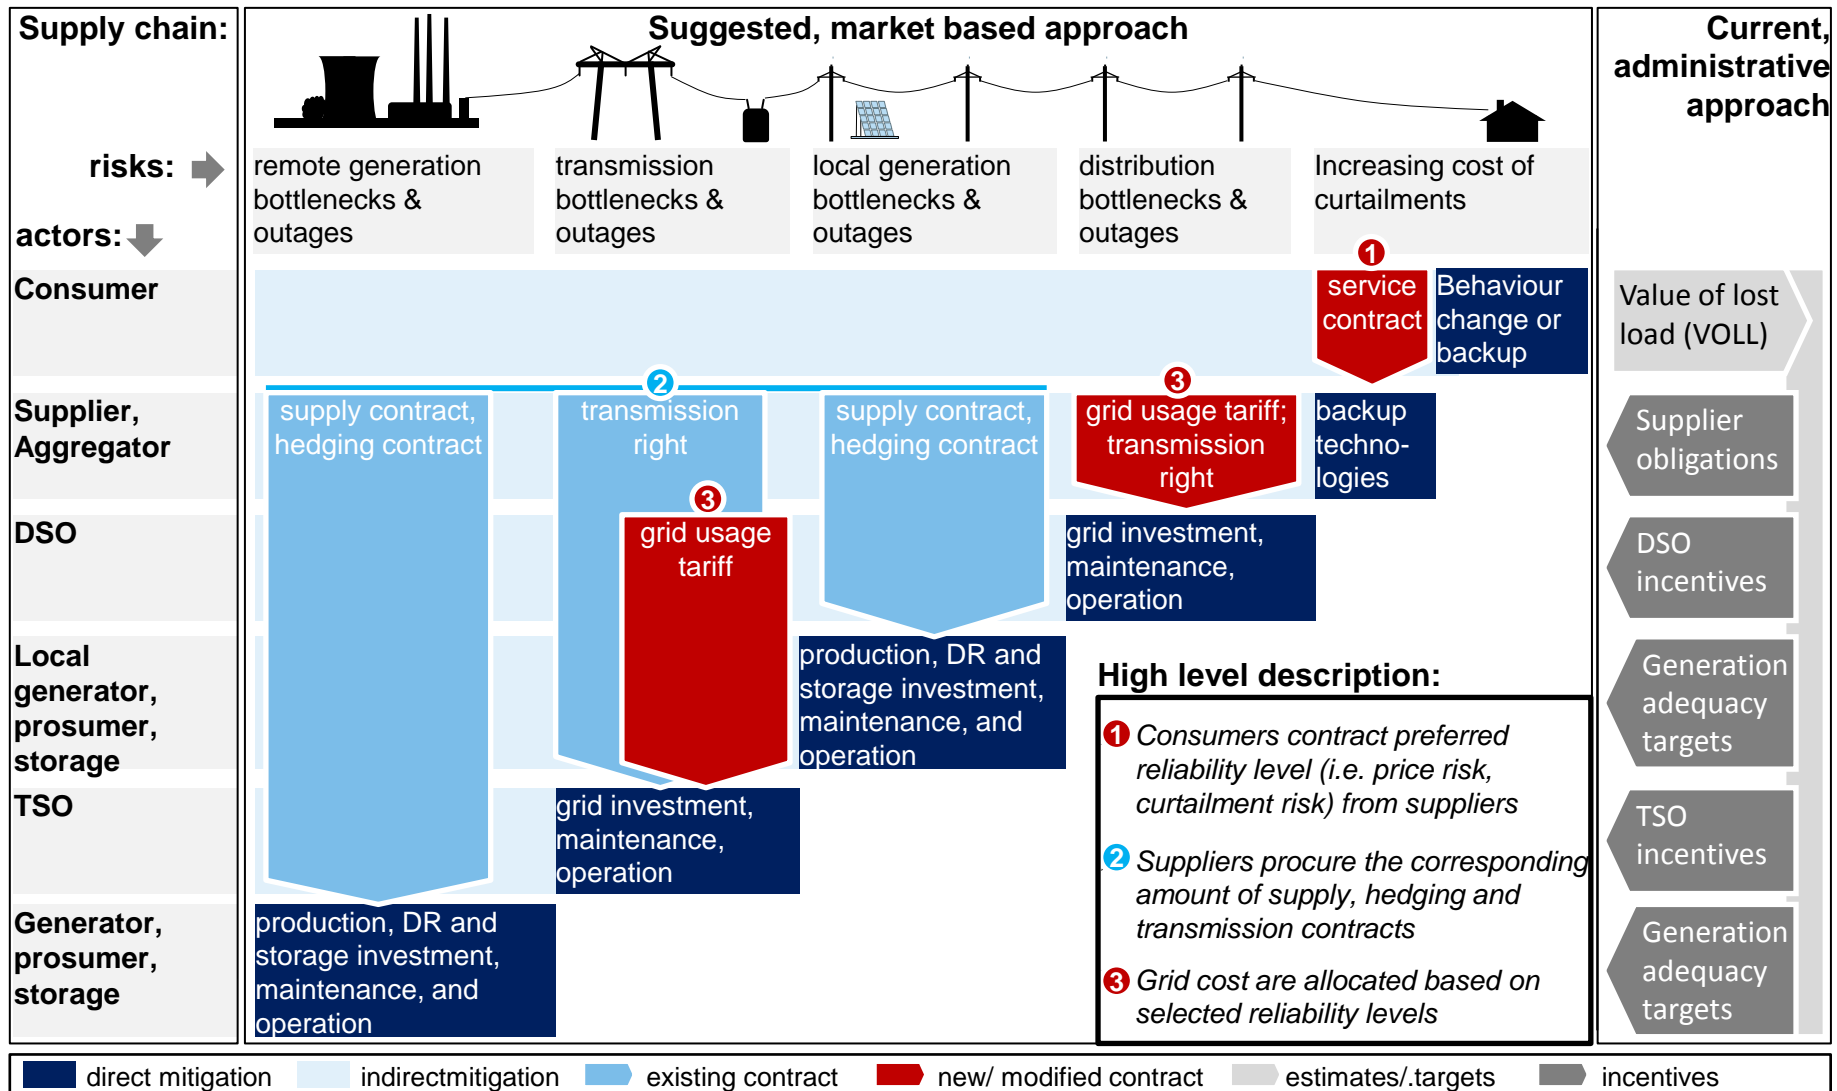 Supply chain:
Suggested, market based approach
Current,
administrative
approach
risks:
remote generation
bottlenecks &
outages
transmission
bottlenecks &
outages
local generation
bottlenecks &
outages
distribution
bottlenecks &
outages
Increasing cost of
curtailments
actors:
Consumer
1
service
contract
Behaviour
change or
backup
Value of lost
load (VOLL)
Supplier,
Aggregator
2
supply contract,
hedging contract
transmission
right
supply contract,
hedging contract
3
grid usage tariff;
transmission
right
backup
techno-
logies
Supplier
obligations
DSO
3
grid usage
tariff
grid investment,
maintenance,
operation
DSO
incentives
Local
generator,
prosumer,
storage
production, DR and
storage investment,
maintenance, and
operation
Generation
adequacy
targets
TSO
grid investment,
maintenance,
operation
TSO
incentives
Generator,
prosumer,
storage
production, DR and
storage investment,
maintenance, and
operation
Generation
adequacy
targets
High level description:
1 Consumers contract preferred
reliability level (i.e. price risk,
curtailment risk) from suppliers
2 Suppliers procure the corresponding
amount of supply, hedging and
transmission contracts
3 Grid cost are allocated based on
selected reliability levels
direct mitigation
indirectmitigation
existing contract
new/ modified contract
estimates/.targets
incentives